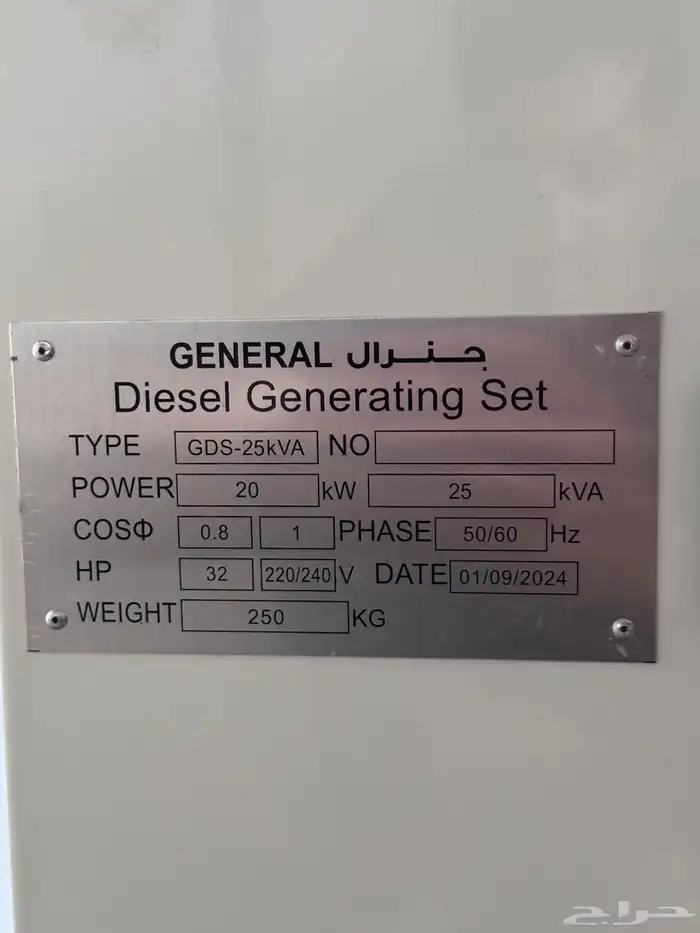 GENERAL جنرال
Diesel Generating Set
TYPE GDS-25kVA NO
POWER 20 kW 25 kVA
COSΦ 0.8 1 PHASE 50/60 Hz
HP 32 220/240 V DATE 01/09/2024
WEIGHT 250 KG
حراج